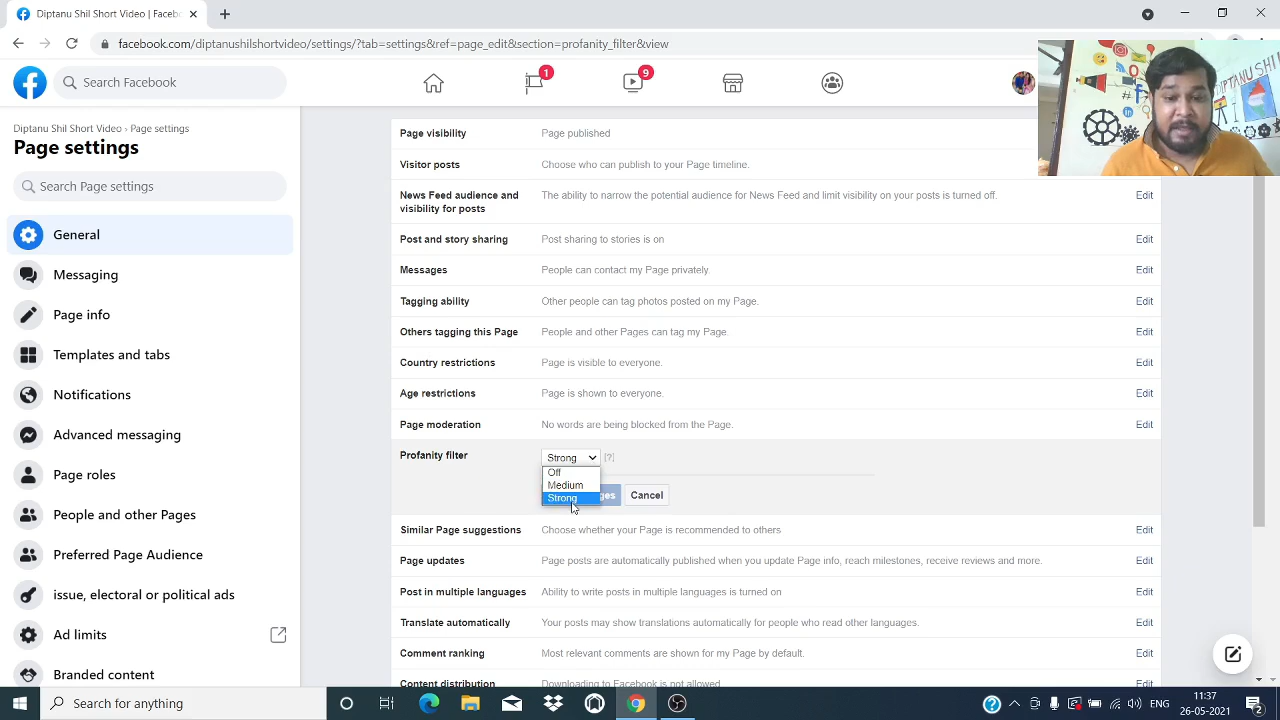 Diptanu Shil Short Video | Faceb
facebook.com/diptanushilshortvideo/settings/?tab=settings&ref=page_edit&section=profanity_filter&view
Search Facebook
1
9
Diptanu Shil Short Video › Page settings
Page settings
Search Page settings
General
Messaging
Page info
Templates and tabs
Notifications
Advanced messaging
Page roles
People and other Pages
Preferred Page Audience
issue, electoral or political ads
Ad limits
Branded content
Page visibility Page published
Visitor posts Choose who can publish to your Page timeline.
News Feed audience and The ability to narrow the potential audience for News Feed and limit visibility on your posts is turned off. Edit
visibility for posts
Post and story sharing Post sharing to stories is on Edit
Messages People can contact my Page privately. Edit
Tagging ability Other people can tag photos posted on my Page. Edit
Others tagging this Page People and other Pages can tag my Page. Edit
Country restrictions Page is visible to everyone. Edit
Age restrictions Page is shown to everyone. Edit
Page moderation No words are being blocked from the Page. Edit
Profanity filter Strong [?]
Off
Medium
Strong
ges Cancel
Similar Page suggestions Choose whether your Page is recommended to others Edit
Page updates Page posts are automatically published when you update Page info, reach milestones, receive reviews and more. Edit
Post in multiple languages Ability to write posts in multiple languages is turned on Edit
Translate automatically Your posts may show translations automatically for people who read other languages. Edit
Comment ranking Most relevant comments are shown for my Page by default. Edit
Content distribution Downloading to Facebook is not allowed. Edit
DIPTANU SHI
Search for anything
ENG
11:37
26-05-2021
2